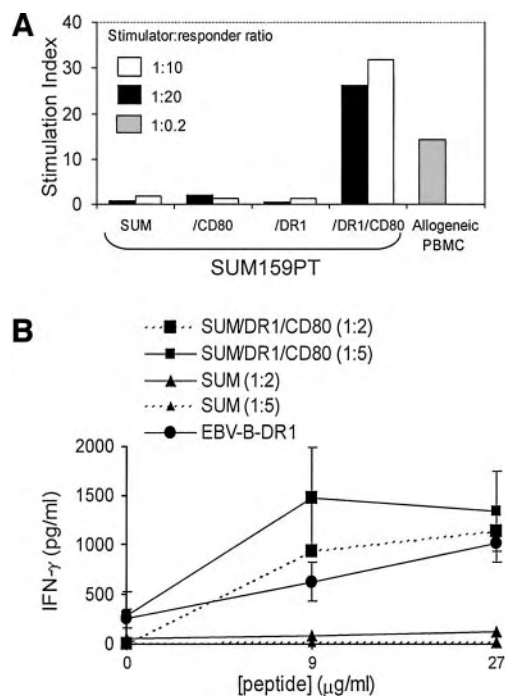 A
Stimulator:responder ratio
1:10
1:20
1:0.2
Stimulation Index
40
30
20
10
0
SUM
/CD80
/DR1
/DR1/CD80
Allogeneic
PBMC
SUM159PT
B
SUM/DR1/CD80 (1:2)
SUM/DR1/CD80 (1:5)
SUM (1:2)
SUM (1:5)
EBV-B-DR1
IFN-γ (pg/ml)
2000
1500
1000
500
0
0
9
27
[peptide] (μg/ml)